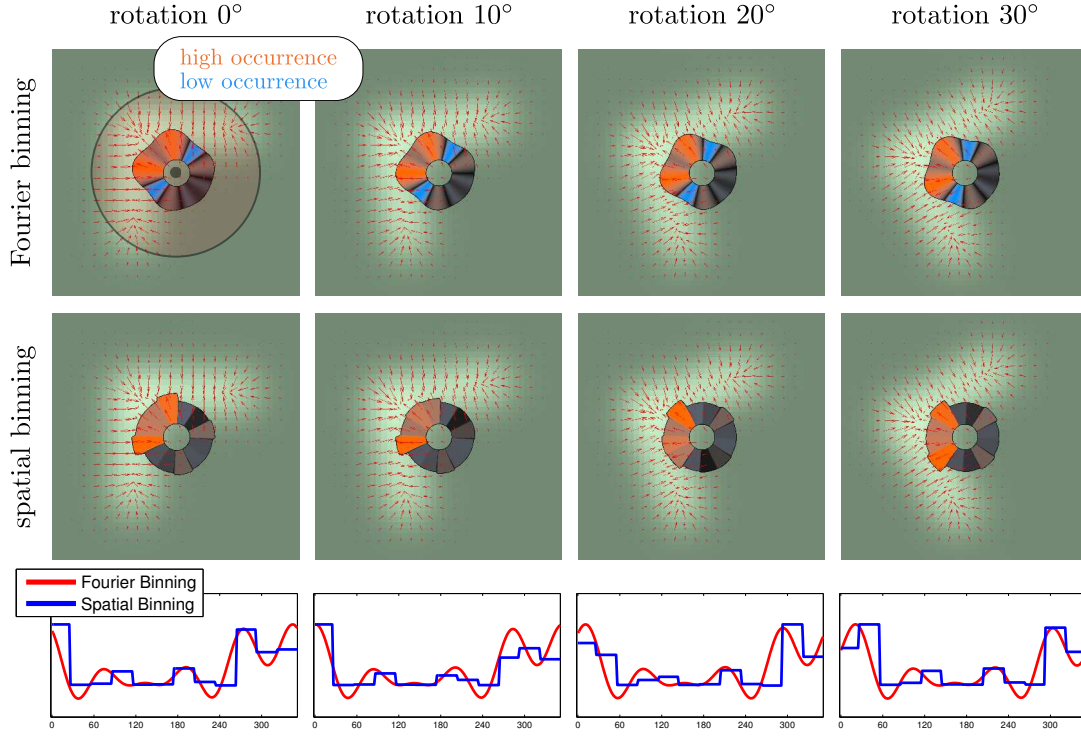 rotation 0° rotation 10° rotation 20° rotation 30°
high occurrence
low occurrence
Fourier binning
spatial binning
Fourier Binning
Spatial Binning
0 60 120 180 240 300 0 60 120 180 240 300 0 60 120 180 240 300 0 60 120 180 240 300